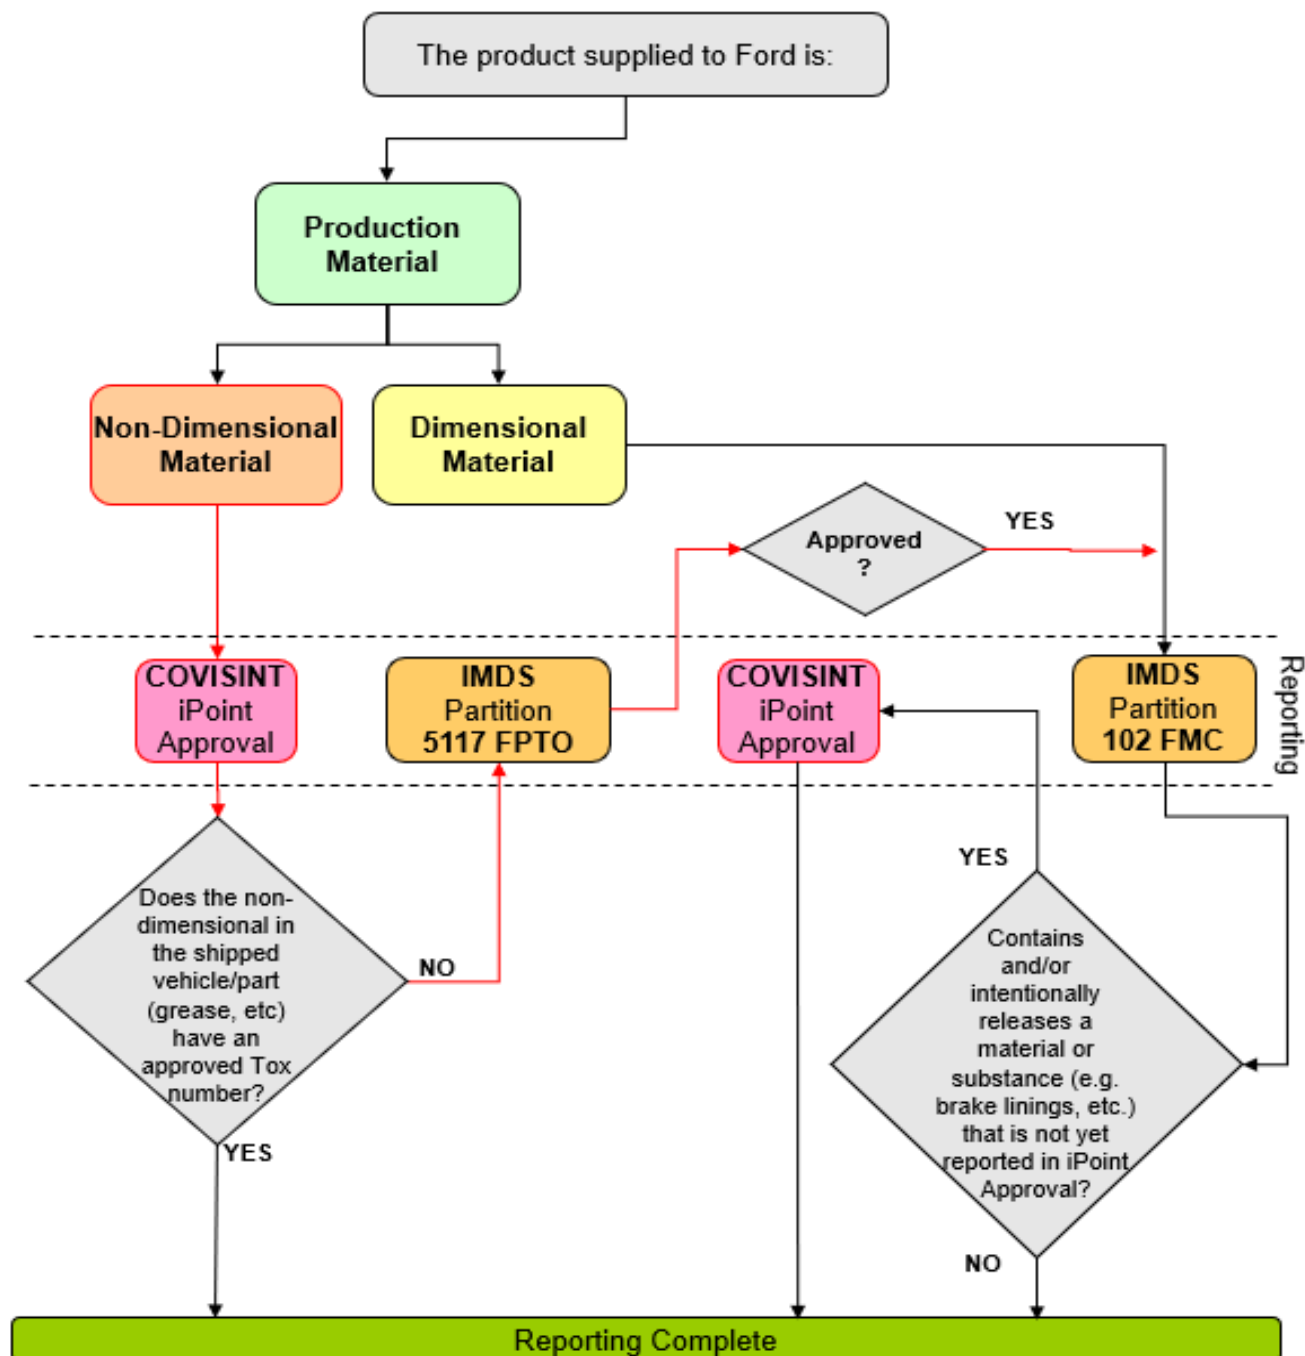 The product supplied to Ford is:
Production
Material
Non-Dimensional
Material
Dimensional
Material
Approved
?
YES
COVISINT
iPoint
Approval
IMDS
Partition
5117 FPTO
COVISINT
iPoint
Approval
IMDS
Partition
102 FMC
Reporting
Does the non-
dimensional in
the shipped
vehicle/part
(grease, etc)
have an
approved Tox
number?
NO
YES
YES
Contains
and/or
intentionally
releases a
material or
substance (e.g.
brake linings, etc.)
that is not yet
reported in iPoint
Approval?
NO
Reporting Complete